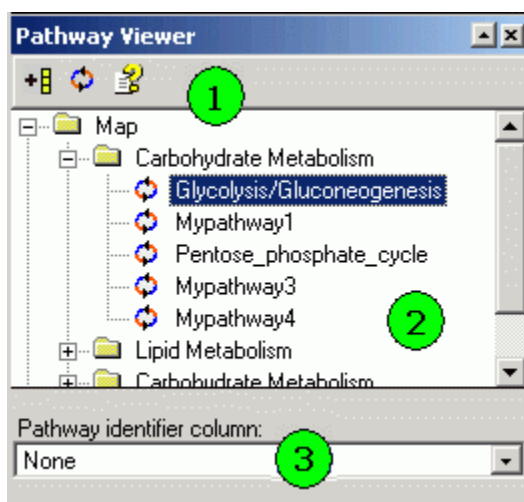 Pathway Viewer
1
Map
Carbohydrate Metabolism
Glycolysis/Gluconeogenesis
Mypathway1
Pentose_phosphate_cycle
Mypathway3
Mypathway4
2
Lipid Metabolism
Carbohudrate Metabolism
Pathway identifier column:
None
3